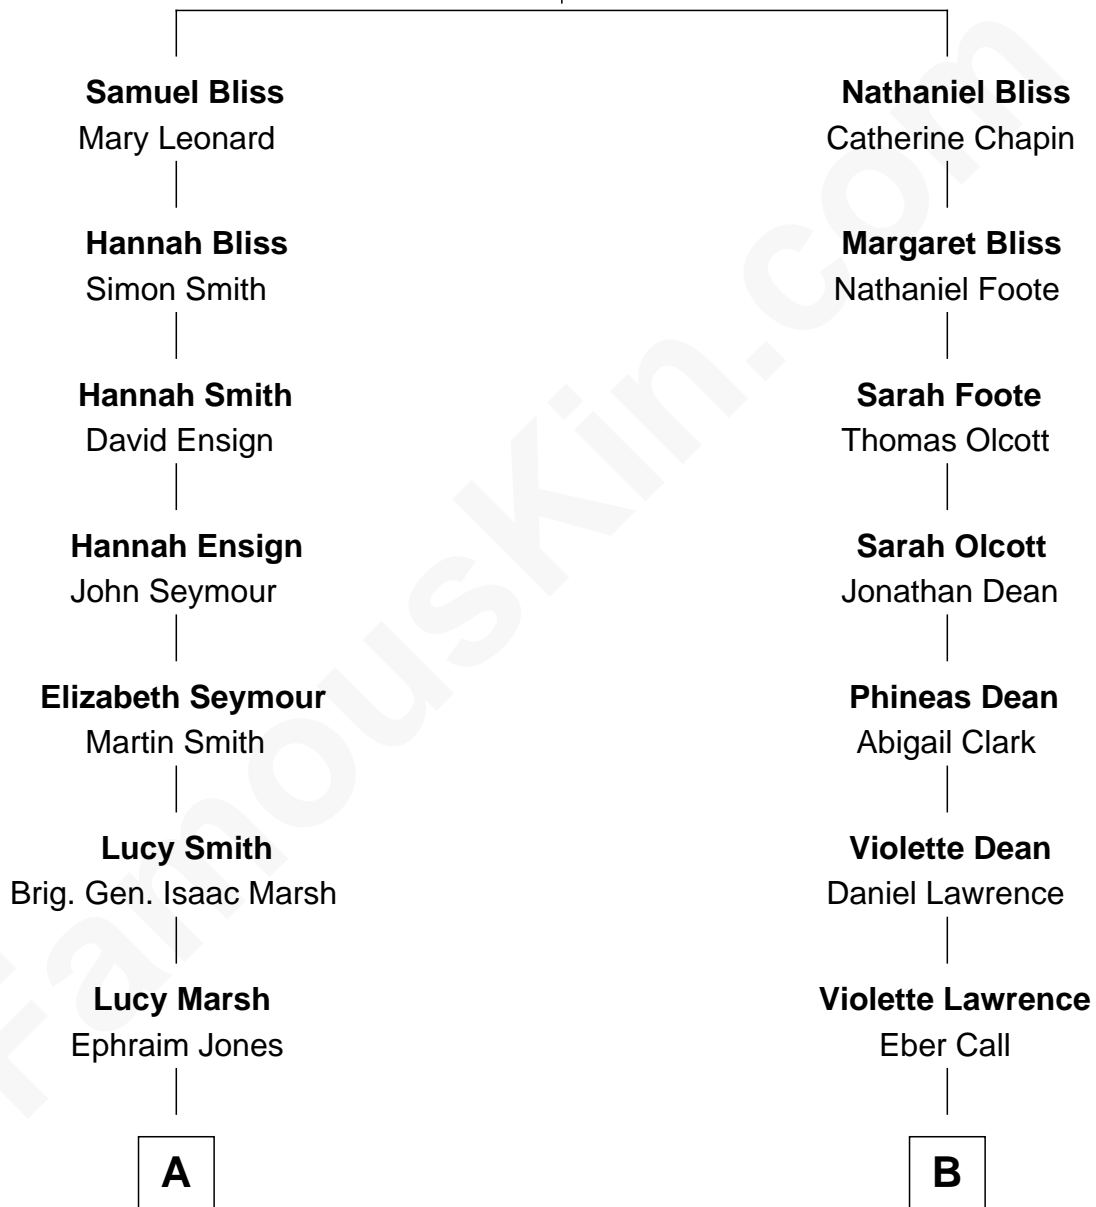 Samuel Bliss
Mary Leonard
Nathaniel Bliss
Catherine Chapin
Hannah Bliss
Simon Smith
Margaret Bliss
Nathaniel Foote
Hannah Smith
David Ensign
Sarah Foote
Thomas Olcott
Hannah Ensign
John Seymour
Sarah Olcott
Jonathan Dean
Elizabeth Seymour
Martin Smith
Phineas Dean
Abigail Clark
Lucy Smith
Brig. Gen. Isaac Marsh
Violette Dean
Daniel Lawrence
Lucy Marsh
Ephraim Jones
Violette Lawrence
Eber Call
A
B
FamousKin.com